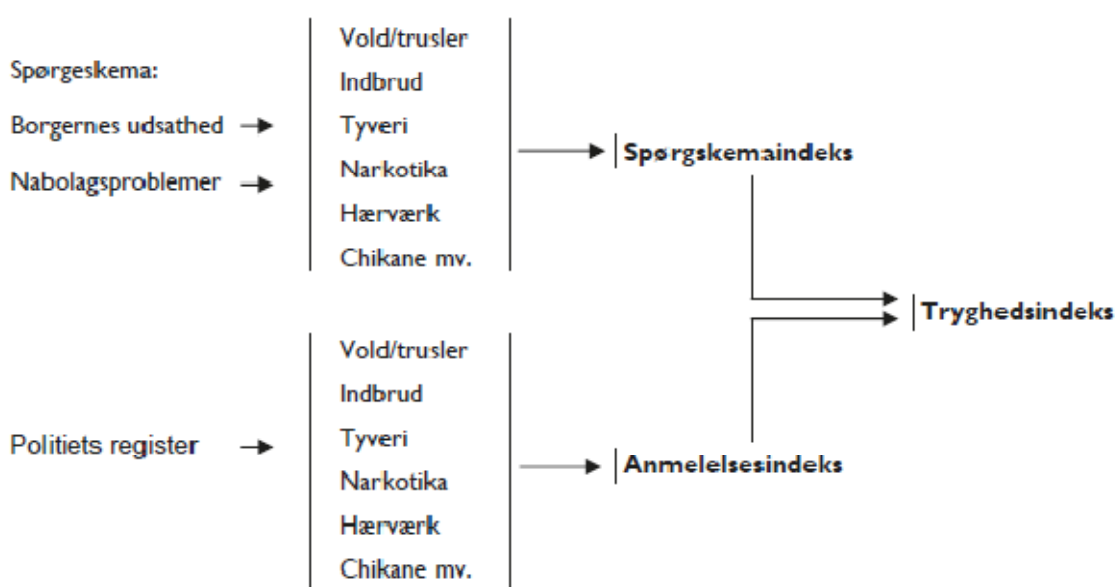 Spørgeskema:
Borgernes udsathed
Nabolagsproblemer
Vold/trusler
Indbrud
Tyveri
Narkotika
Hærværk
Chikane mv.
Spørgskemaindeks
Politiets register
Vold/trusler
Indbrud
Tyveri
Narkotika
Hærværk
Chikane mv.
Anmelelsesindeks
Tryghedsindeks